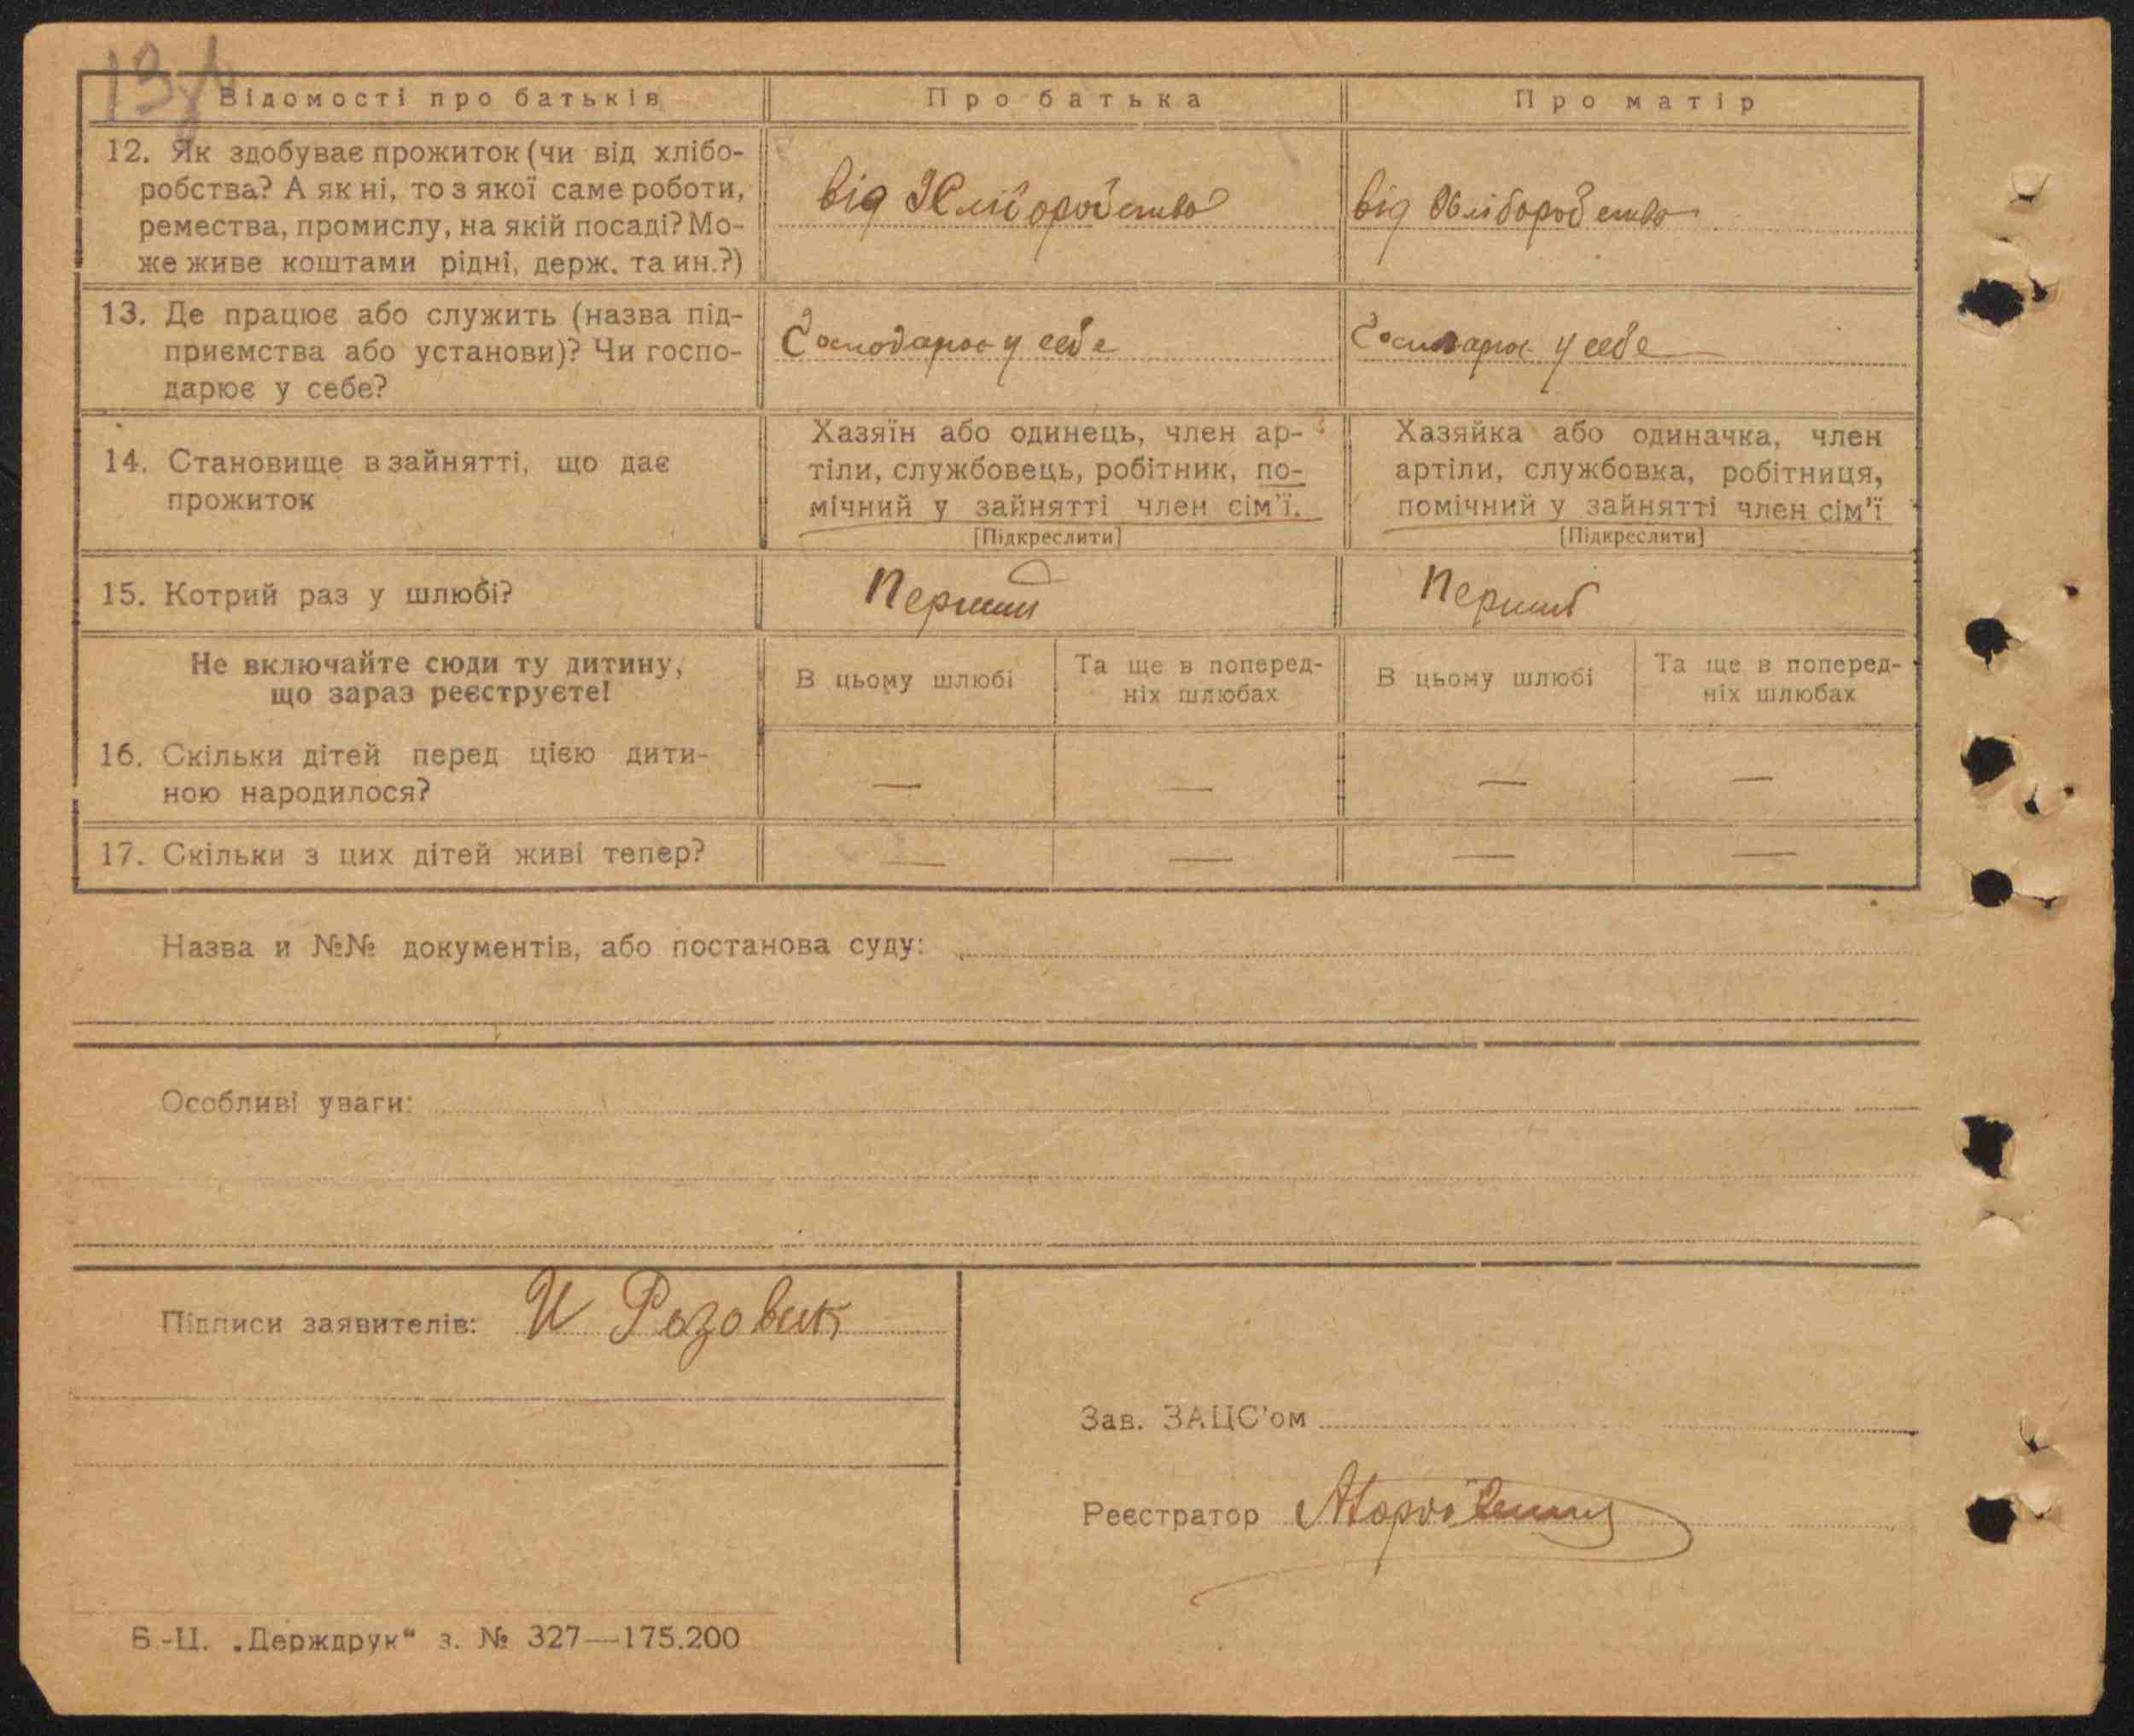 Відомості про батьків
Про батька
Про матір
12. Як здобуває прожиток (чи від хлібо-
робства? А як ні, то з якої саме роботи,
ремества, промислу, на якій посаді? Мо-
же живе коштами рідні, держ. та ин.?)
від Хліборобство
від Хліборобство
13. Де працює або служить (назва під-
приємства або установи)? Чи госпо-
дарює у себе?
Господарює у себе
у себе
14. Становище в зайнятті, що дає
прожиток
Хазяїн або одинець, член ар-
тіли, службовець, робітник, по-
мічний у зайнятті член сім'ї.
[Підкреслити]
Хазяйка або одиначка, член
артіли, службовка, робітниця,
помічний у зайнятті член сім'ї
[Підкреслити]
15. Котрий раз у шлюбі?
Перший
Перший
Не включайте сюди ту дитину,
що зараз реєструєте!
В цьому шлюбі
Та ще в поперед-
ніх шлюбах
В цьому шлюбі
Та ще в поперед-
ніх шлюбах
16. Скільки дітей перед цією дити-
ною народилося?
— — — —
17. Скільки з цих дітей живі тепер?
— — — —
Назва и №№ документів, або постанова суду:
Особливі уваги:
Підписи заявителів: И Розовик
Зав. ЗАЦС'ом
Реєстратор
Б-Ц. „Держдрук“ з. № 327—175.200